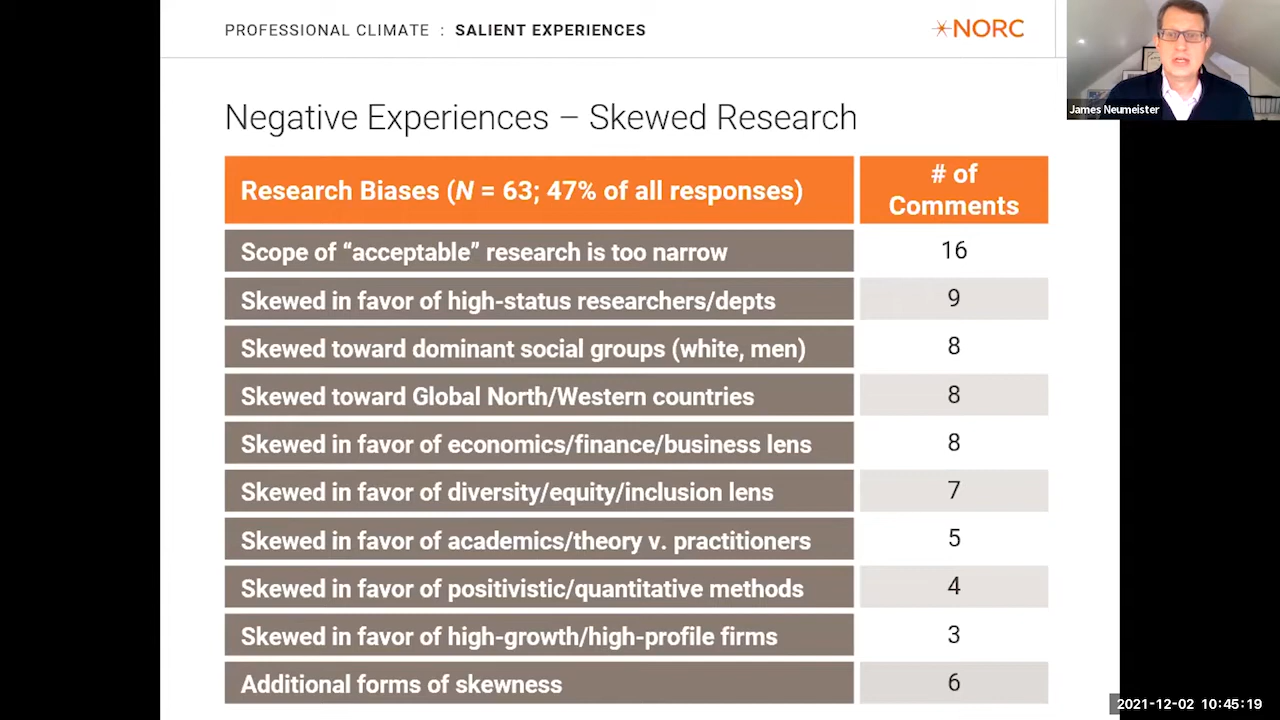 PROFESSIONAL CLIMATE : SALIENT EXPERIENCES
NORC
James Neumeister
Negative Experiences – Skewed Research
Research Biases (N = 63; 47% of all responses)
# of
Comments
Scope of “acceptable” research is too narrow
16
Skewed in favor of high-status researchers/depts
9
Skewed toward dominant social groups (white, men)
8
Skewed toward Global North/Western countries
8
Skewed in favor of economics/finance/business lens
8
Skewed in favor of diversity/equity/inclusion lens
7
Skewed in favor of academics/theory v. practitioners
5
Skewed in favor of positivistic/quantitative methods
4
Skewed in favor of high-growth/high-profile firms
3
Additional forms of skewness
6
2021-12-02 10:45:19